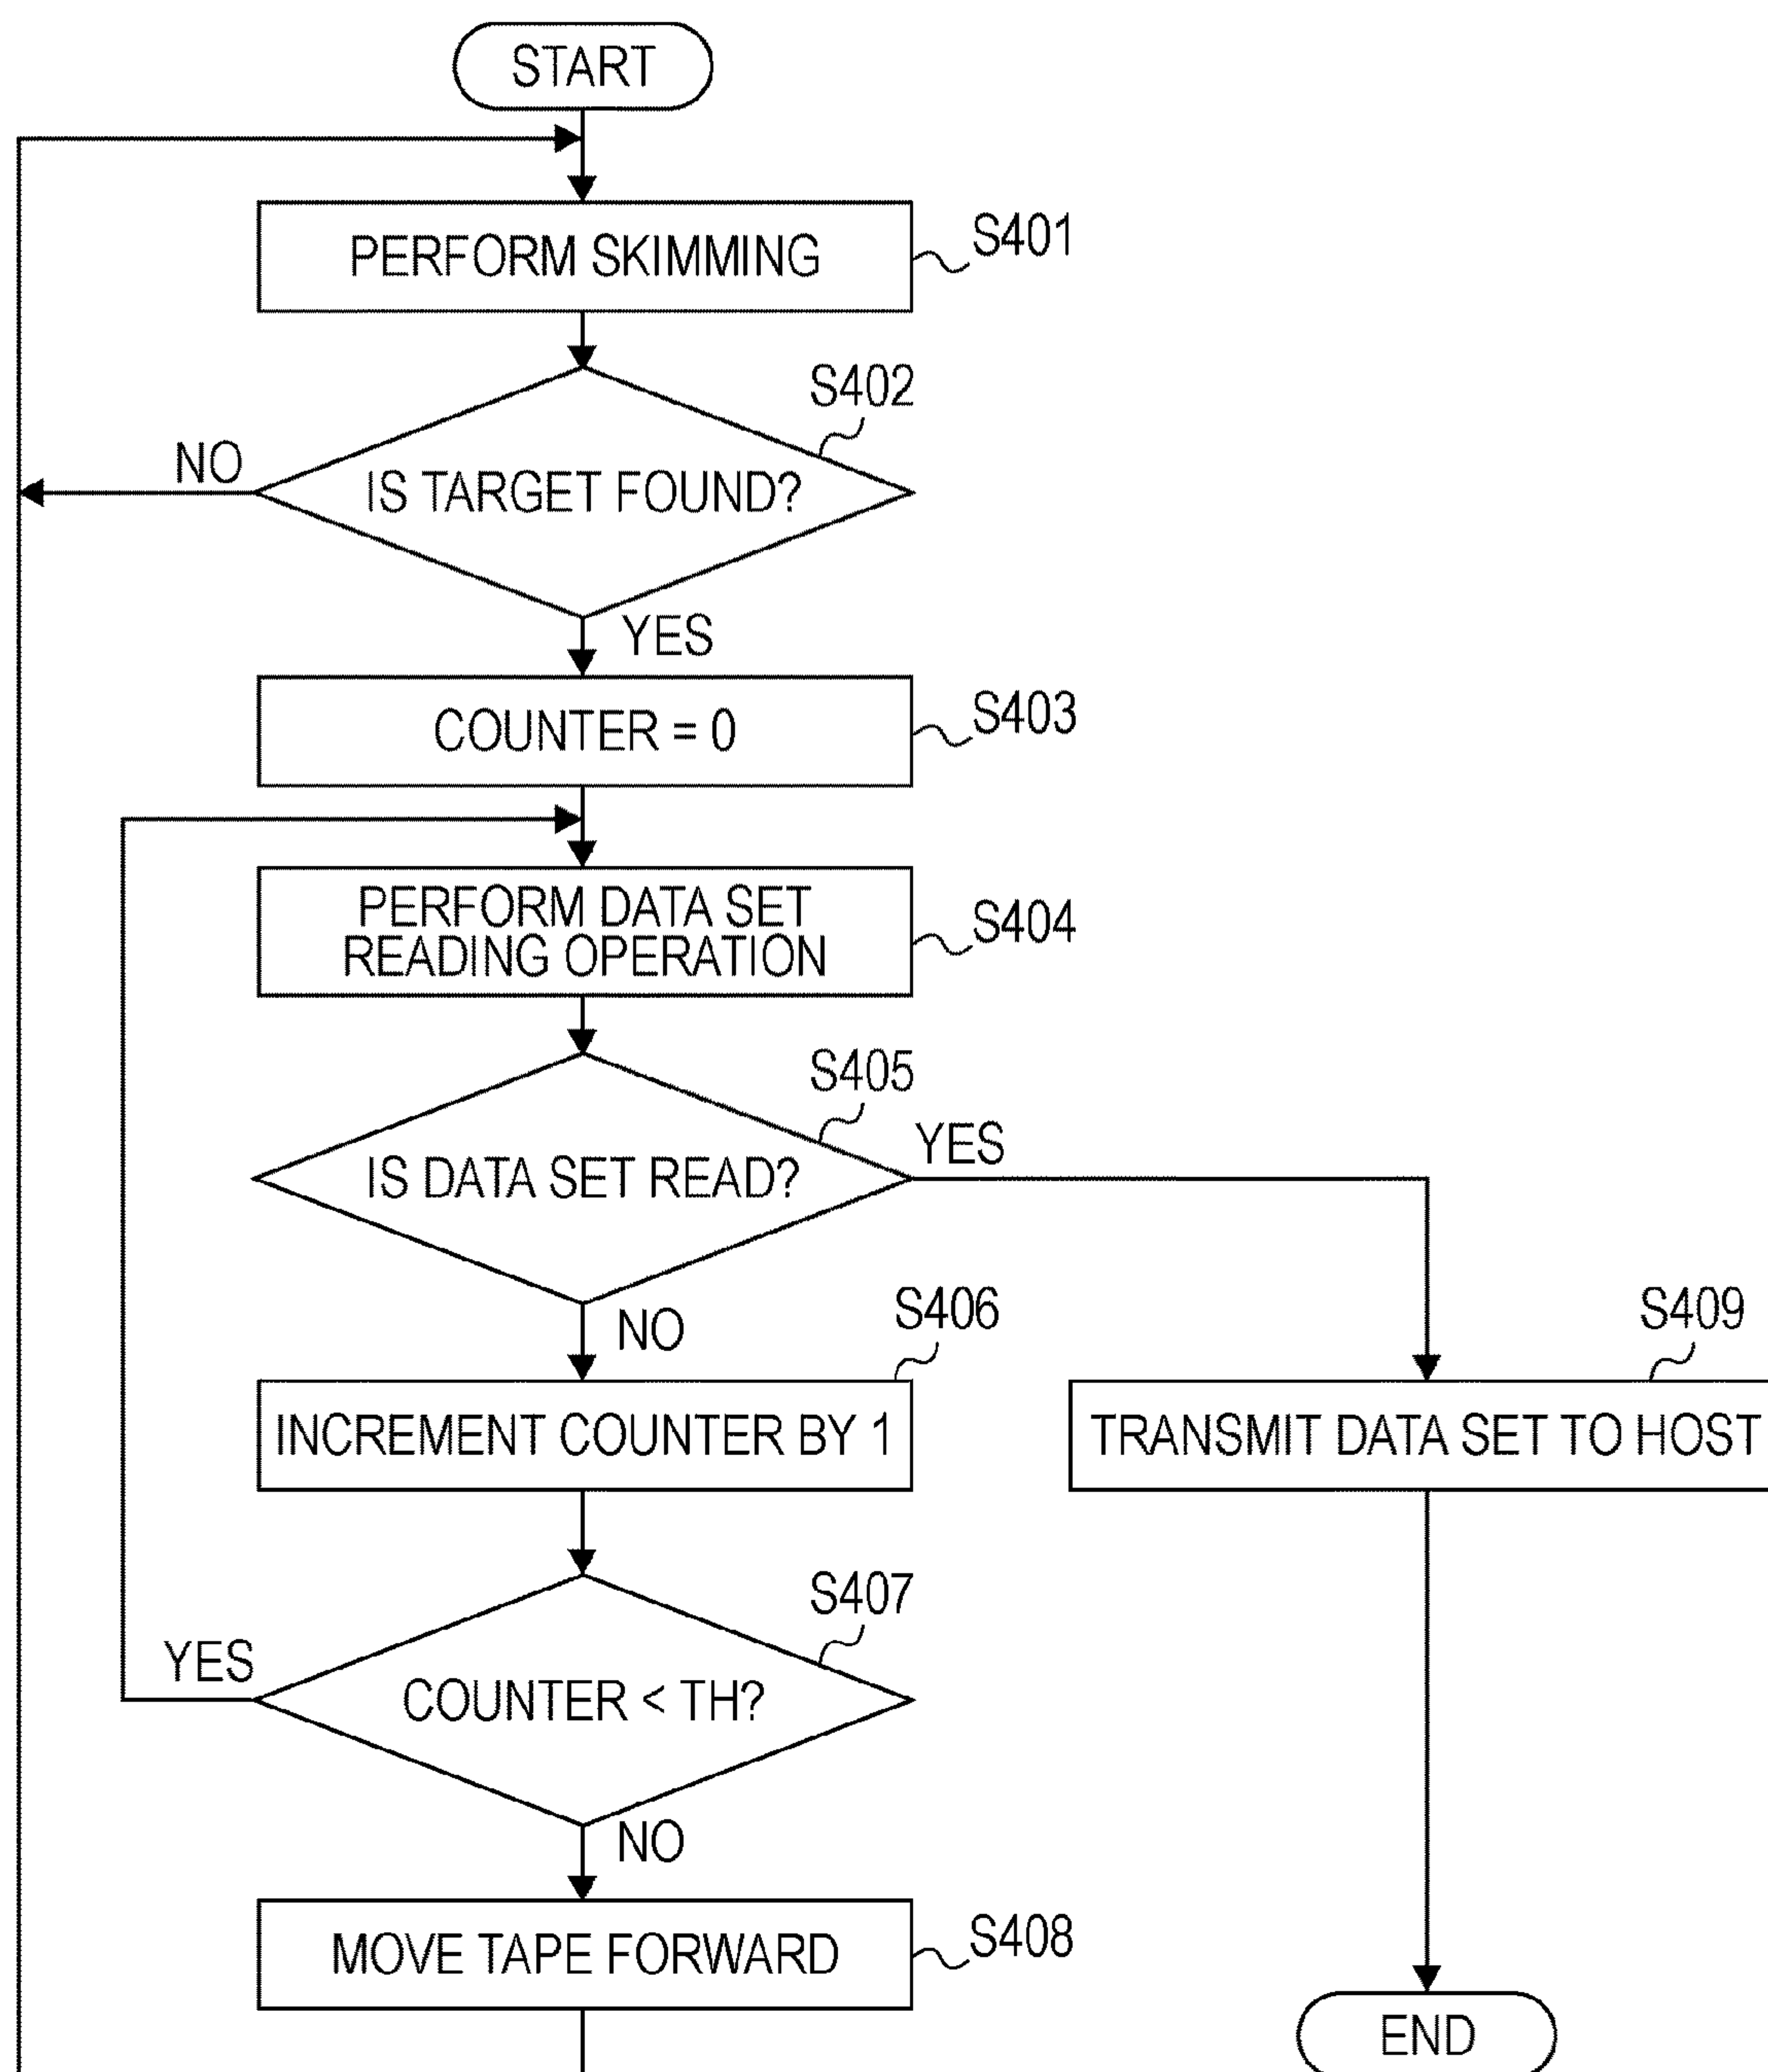 START
PERFORM SKIMMING
S401
S402
NO
IS TARGET FOUND?
YES
COUNTER = 0
S403
PERFORM DATA SET
READING OPERATION
S404
S405
YES
IS DATA SET READ?
NO
S406
S409
INCREMENT COUNTER BY 1
TRANSMIT DATA SET TO HOST
S407
YES
COUNTER < TH?
NO
MOVE TAPE FORWARD
S408
END